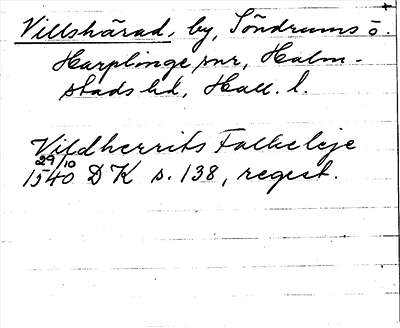 Villshärad, by, Söndrums o.
Harplinge snr, Halm-
stads hd, Hall. l.
Vildherrits Falkeleje
29/10
1540 DK s. 138, regest.